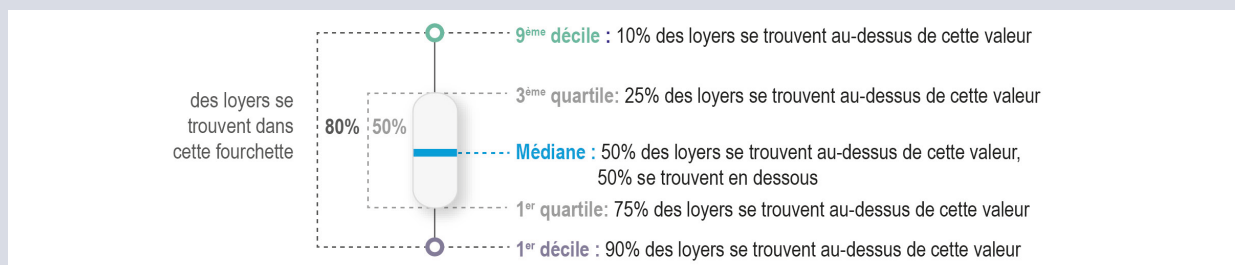 9ème décile : 10% des loyers se trouvent au-dessus de cette valeur
3ème quartile: 25% des loyers se trouvent au-dessus de cette valeur
des loyers se
trouvent dans
cette fourchette
80%
50%
Médiane : 50% des loyers se trouvent au-dessus de cette valeur,
50% se trouvent en dessous
1er quartile: 75% des loyers se trouvent au-dessus de cette valeur
1er décile : 90% des loyers se trouvent au-dessus de cette valeur